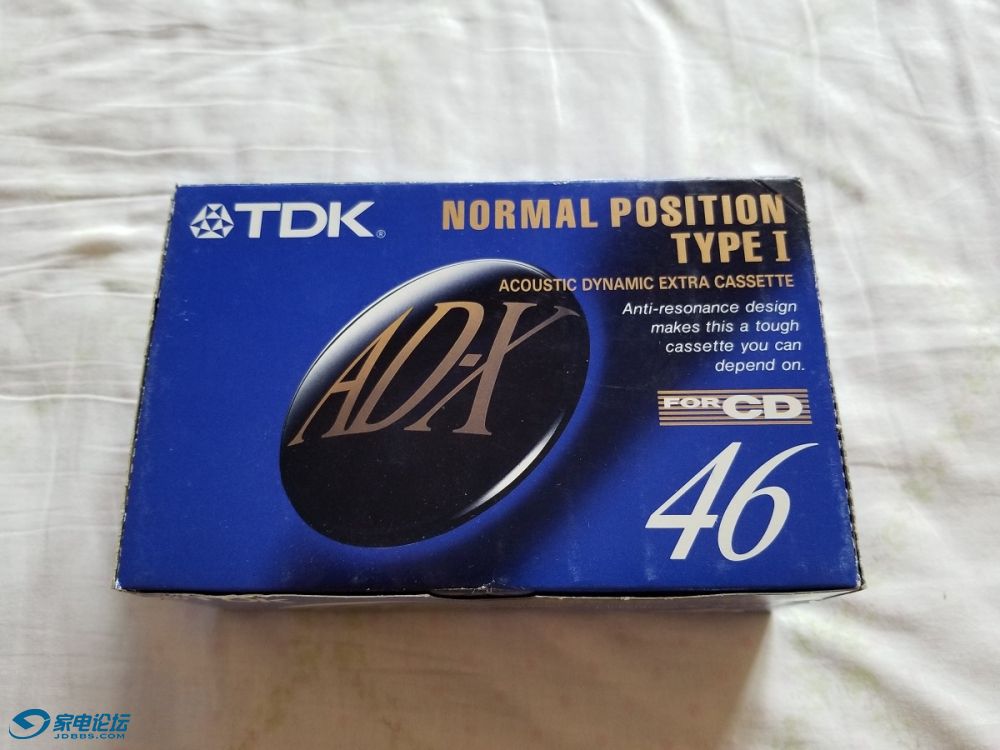 TDK®
NORMAL POSITION
TYPE I
ACOUSTIC DYNAMIC EXTRA CASSETTE
Anti-resonance design
makes this a tough
cassette you can
depend on.
AD-X
FOR CD
46
家电论坛
JDBBS.COM